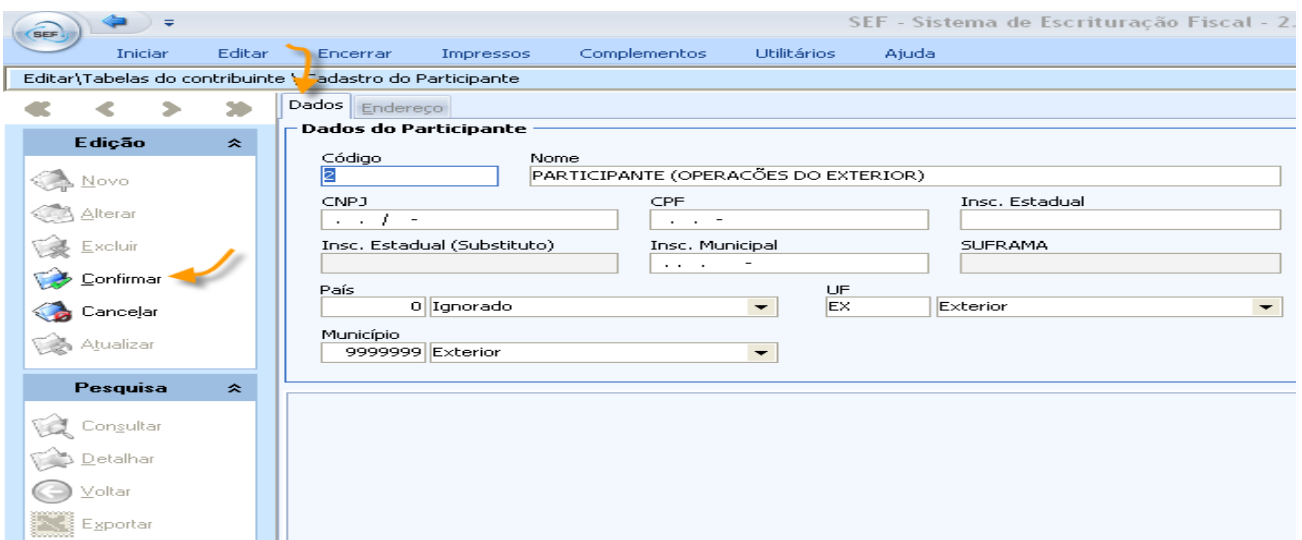 SEF
SEF - Sistema de Escrituração Fiscal - 2.
Iniciar Editar Encerrar Impressos Complementos Utilitários Ajuda
Editar\Tabelas do contribuinte \Cadastro do Participante
Dados Endereço
Edição
Novo
Alterar
Excluir
Confirmar
Cancelar
Atualizar
Pesquisa
Consultar
Detalhar
Voltar
Exportar
Dados do Participante
Código Nome
2 PARTICIPANTE (OPERACÕES DO EXTERIOR)
CNPJ CPF Insc. Estadual
. . / - . . -
Insc. Estadual (Substituto) Insc. Municipal SUFRAMA
. . . -
País UF
0 Ignorado EX Exterior
Município
9999999 Exterior